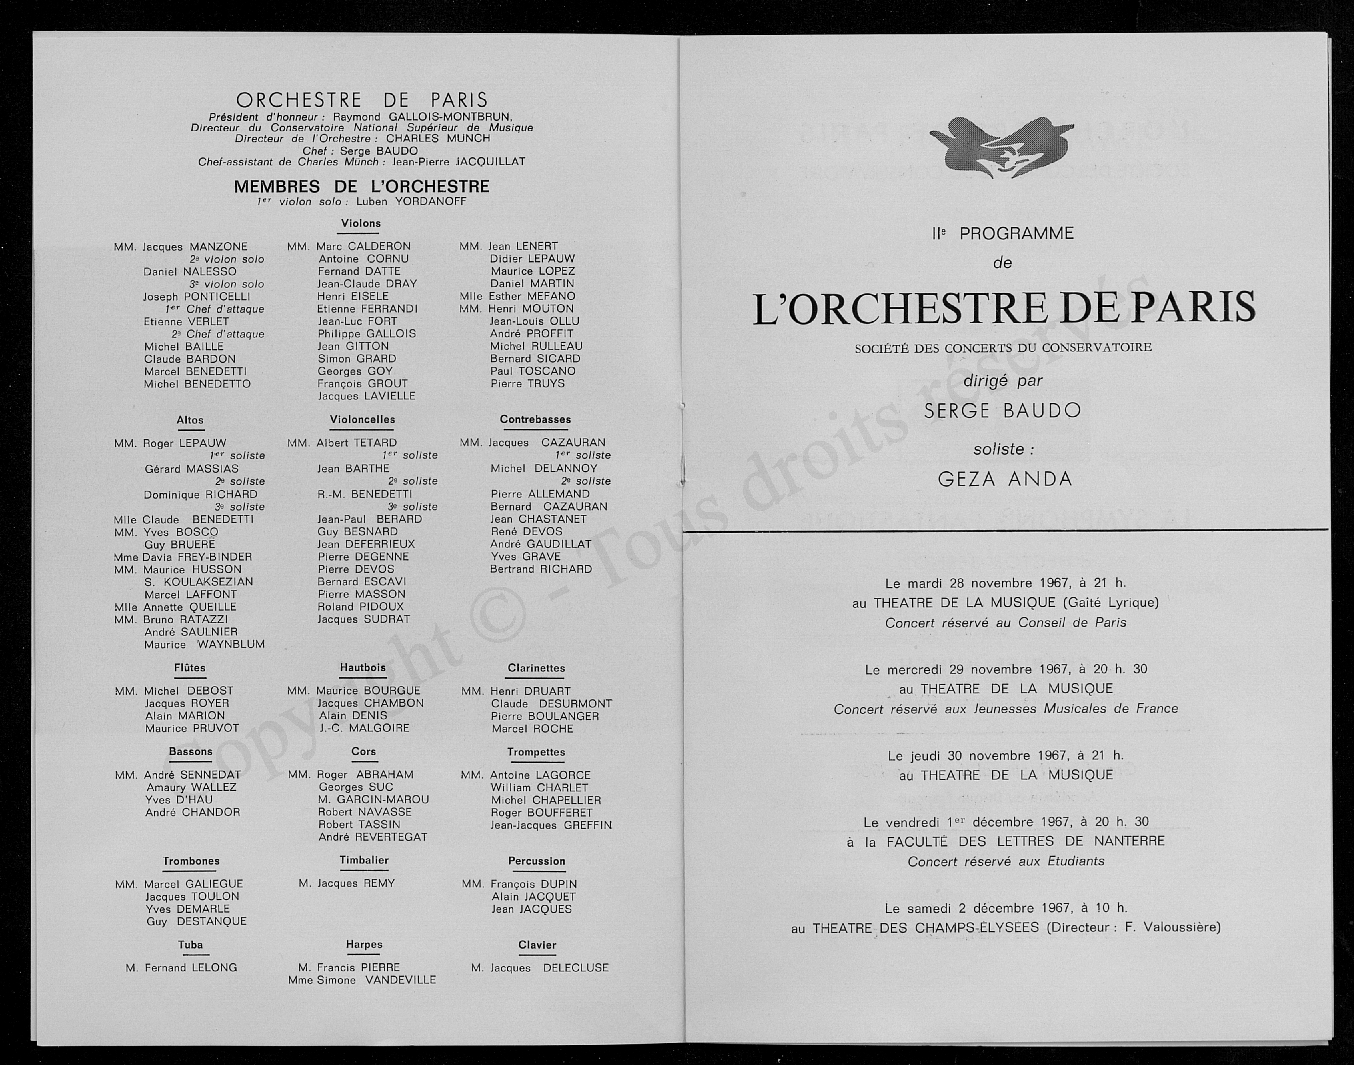 ORCHESTRE DE PARIS
Président d'honneur : Raymond GALLOIS-MONTBRUN,
Directeur du Conservatoire National Supérieur de Musique
Directeur de l'Orchestre : CHARLES MUNCH
Chef : Serge BAUDO
Chef-assistant de Charles Munch : Jean-Pierre JACQUILLAT
MEMBRES DE L'ORCHESTRE
1er violon solo : Luben YORDANOFF
Violons
MM. Jacques MANZONE
2e violon solo
Daniel NALESSO
3e violon solo
Joseph PONTICELLI
1er Chef d'attaque
Etienne VERLET
2e Chef d'attaque
Michel BAILLE
Claude BARDON
Marcel BENEDETTI
Michel BENEDETTO
MM. Marc CALDERON
Antoine CORNU
Fernand DATTE
Jean-Claude DRAY
Henri EISELE
Etienne FERRANDI
Jean-Luc FORT
Philippe GALLOIS
Jean GITTON
Simon GRARD
Georges GOY
François GROUT
Jacques LAVIELLE
MM. Jean LENERT
Didier LEPAUW
Maurice LOPEZ
Daniel MARTIN
Mlle Esther MEFANO
MM. Henri MOUTON
Jean-Louis OLLU
André PROFFIT
Michel RULLEAU
Bernard SICARD
Paul TOSCANO
Pierre TRUYS
Altos
MM. Roger LEPAUW
1er soliste
Gérard MASSIAS
2e soliste
Dominique RICHARD
3e soliste
Mlle Claude BENEDETTI
MM. Yves BOSCO
Guy BRUERE
Mme Davia FREY-BINDER
MM. Maurice HUSSON
S. KOULAKSEZIAN
Marcel LAFFONT
Mlle Annette QUEILLE
MM. Bruno RATAZZI
André SAULNIER
Maurice WAYNBLUM
Violoncelles
MM. Albert TETARD
1er soliste
Jean BARTHE
2e soliste
R.-M. BENEDETTI
3e soliste
Jean-Paul BERARD
Guy BESNARD
Jean DEFERRIEUX
Pierre DEGENNE
Pierre DEVOS
Bernard ESCAVI
Pierre MASSON
Roland PIDOUX
Jacques SUDRAT
Contrebasses
MM. Jacques CAZAURAN
1er soliste
Michel DELANNOY
2e soliste
Pierre ALLEMAND
Bernard CAZAURAN
Jean CHASTANET
René DEVOS
André GAUDILLAT
Yves GRAVE
Bertrand RICHARD
Flûtes
MM. Michel DEBOST
Jacques ROYER
Alain MARION
Maurice PRUVOT
Hautbois
MM. Maurice BOURGUE
Jacques CHAMBON
Alain DENIS
J.-C. MALGOIRE
Clarinettes
MM. Henri DRUART
Claude DESURMONT
Pierre BOULANGER
Marcel ROCHE
Bassons
MM. André SENNEDAT
Amaury WALLEZ
Yves D'HAU
André CHANDOR
Cors
MM. Roger ABRAHAM
Georges SUC
M. GARCIN-MAROU
Robert NAVASSE
Robert TASSIN
André REVERTEGAT
Trompettes
MM. Antoine LAGORCE
William CHARLET
Michel CHAPELLIER
Roger BOUFFERET
Jean-Jacques GREFFIN
Trombones
MM. Marcel GALIEGUE
Jacques TOULON
Yves DEMARLE
Guy DESTANQUE
Timbalier
M. Jacques REMY
Percussion
MM. François DUPIN
Alain JACQUET
Jean JACQUES
Tuba
M. Fernand LELONG
Harpes
M. Francis PIERRE
Mme Simone VANDEVILLE
Clavier
M. Jacques DELECLUSE
IIe PROGRAMME
de
L'ORCHESTRE DE PARIS
SOCIÉTÉ DES CONCERTS DU CONSERVATOIRE
dirigé par
SERGE BAUDO
soliste :
GEZA ANDA
Le mardi 28 novembre 1967, à 21 h.
au THEATRE DE LA MUSIQUE (Gaîté Lyrique)
Concert réservé au Conseil de Paris
Le mercredi 29 novembre 1967, à 20 h. 30
au THEATRE DE LA MUSIQUE
Concert réservé aux Jeunesses Musicales de France
Le jeudi 30 novembre 1967, à 21 h.
au THEATRE DE LA MUSIQUE
Le vendredi 1er décembre 1967, à 20 h. 30
à la FACULTÉ DES LETTRES DE NANTERRE
Concert réservé aux Etudiants
Le samedi 2 décembre 1967, à 10 h.
au THEATRE DES CHAMPS-ÉLYSEES (Directeur : F. Valoussière)
Copyright © - Tous droits réservés